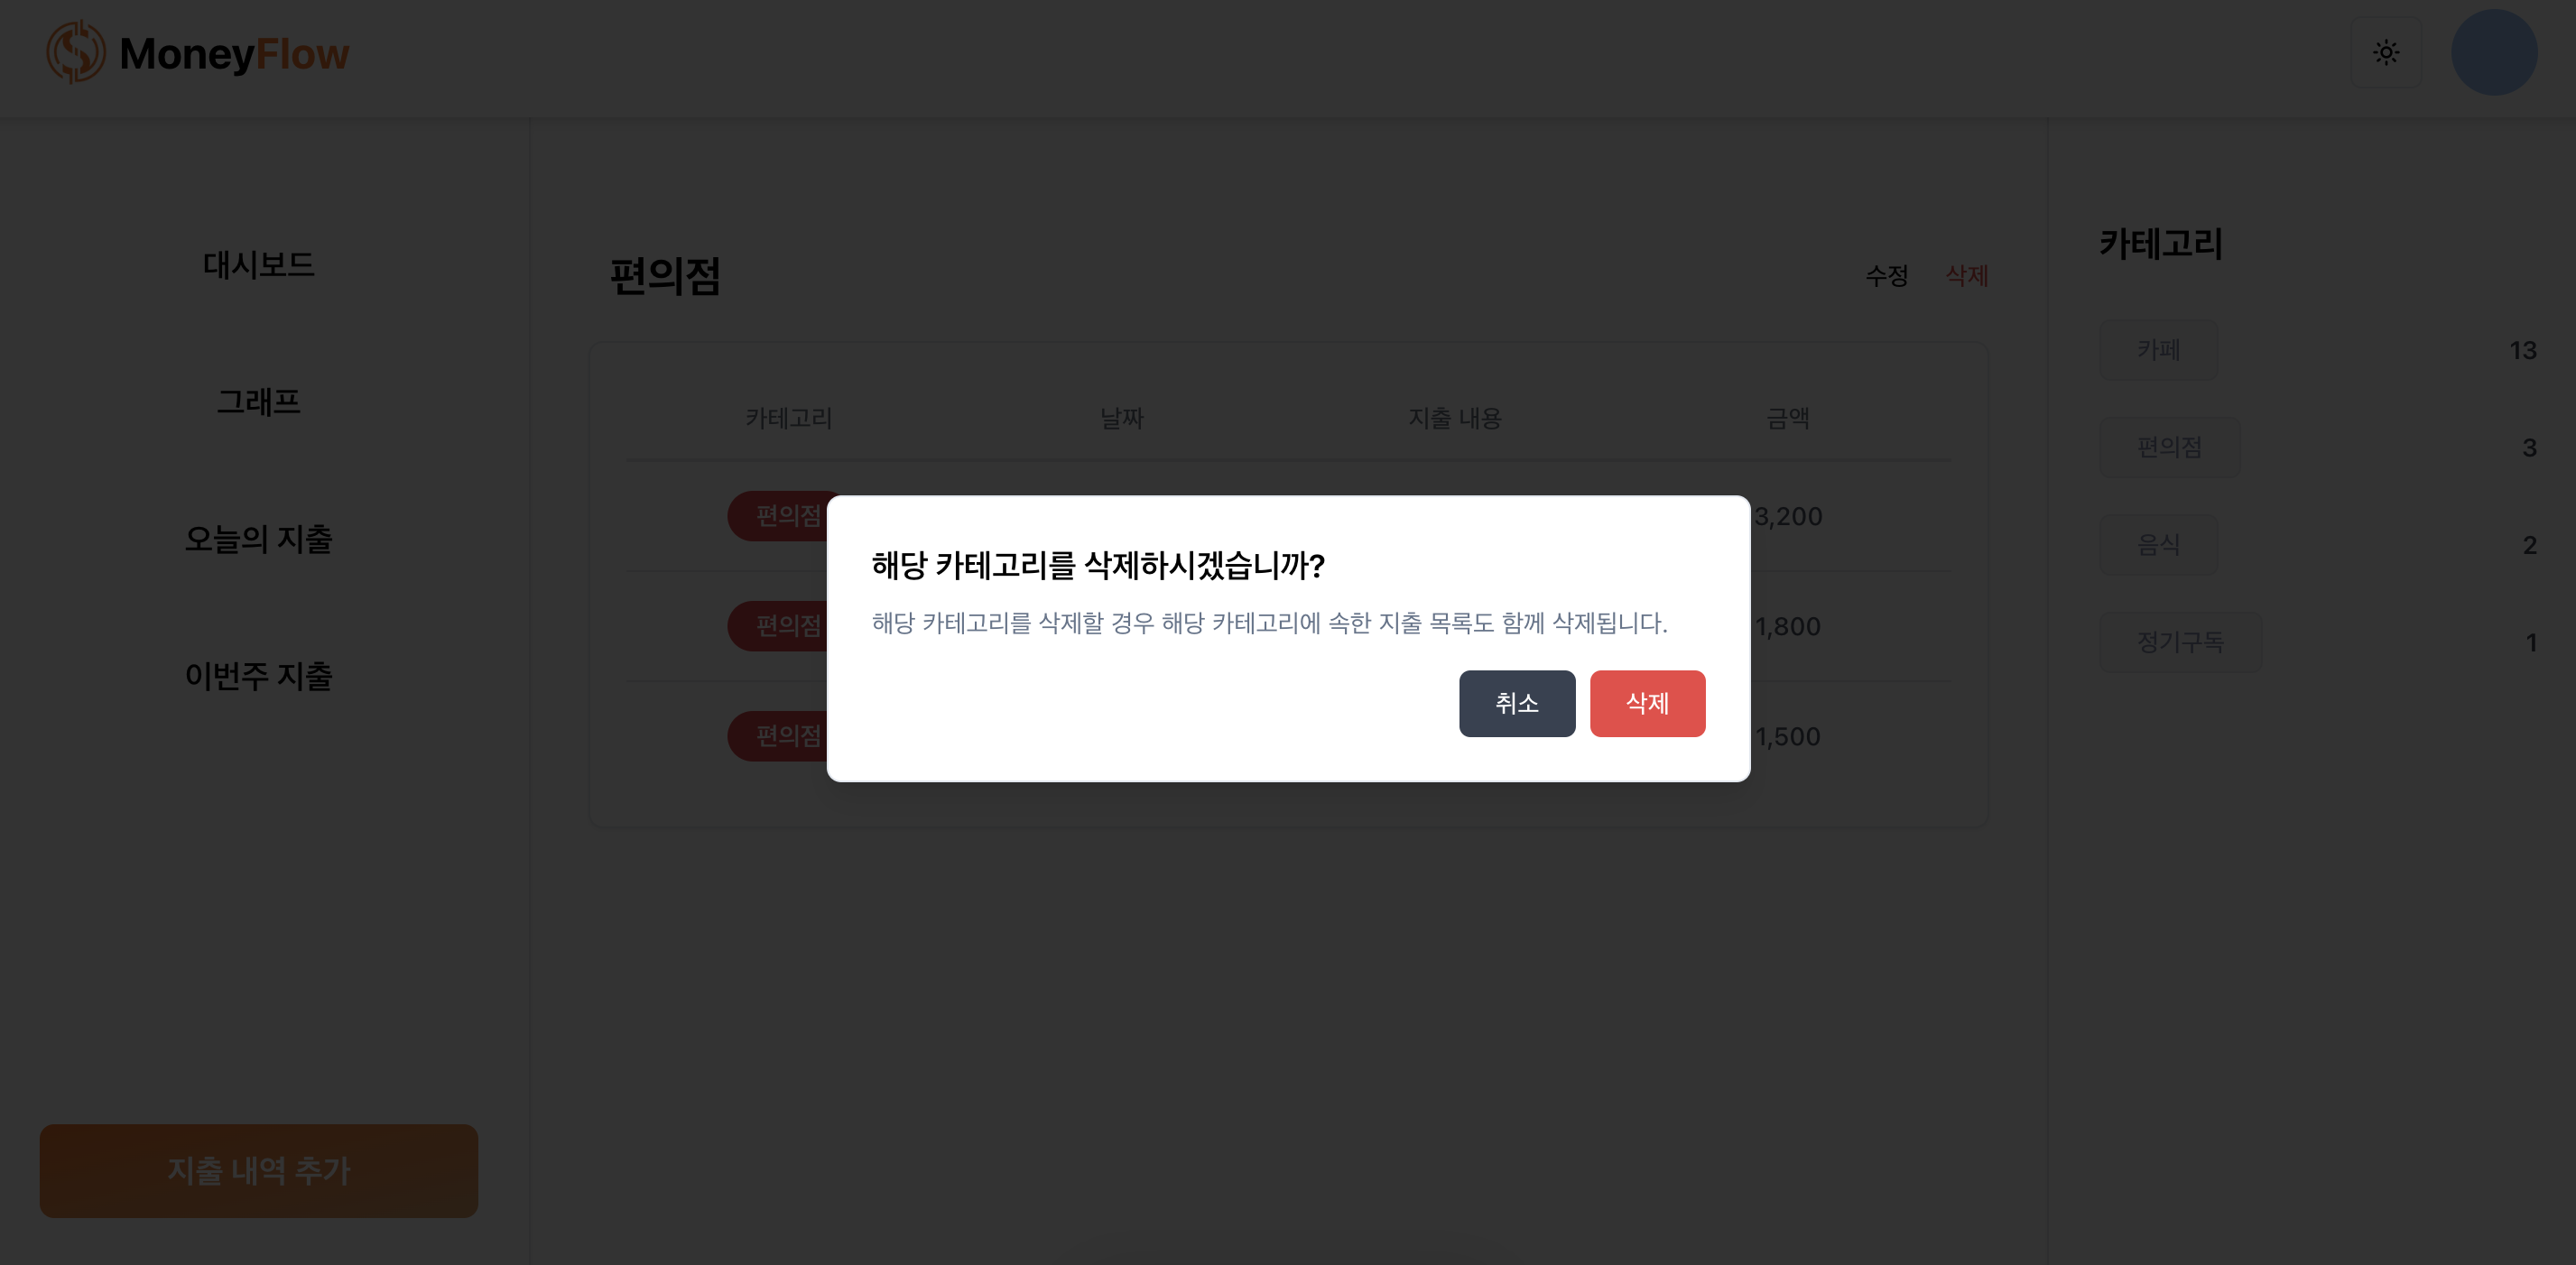 MoneyFlow
대시보드
그래프
오늘의 지출
이번주 지출
지출 내역 추가
편의점
수정 삭제
카테고리 날짜 지출 내용 금액
편의점 3,200
편의점 1,800
편의점 1,500
해당 카테고리를 삭제하시겠습니까?
해당 카테고리를 삭제할 경우 해당 카테고리에 속한 지출 목록도 함께 삭제됩니다.
취소 삭제
카테고리
카페 13
편의점 3
음식 2
정기구독 1